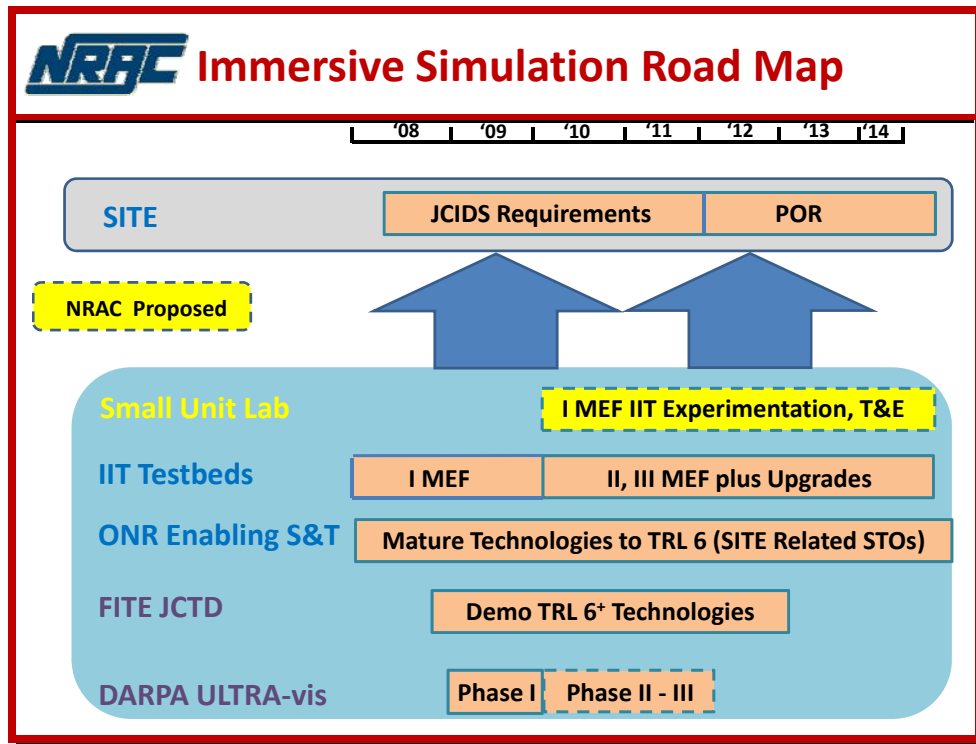 NRAC Immersive Simulation Road Map
‘08 ‘09 ‘10 ‘11 ‘12 ‘13 ‘14
SITE JCIDS Requirements POR
NRAC Proposed
Small Unit Lab I MEF IIT Experimentation, T&E
IIT Testbeds I MEF II, III MEF plus Upgrades
ONR Enabling S&T Mature Technologies to TRL 6 (SITE Related STOs)
FITE JCTD Demo TRL 6⁺ Technologies
DARPA ULTRA-vis Phase I Phase II - III